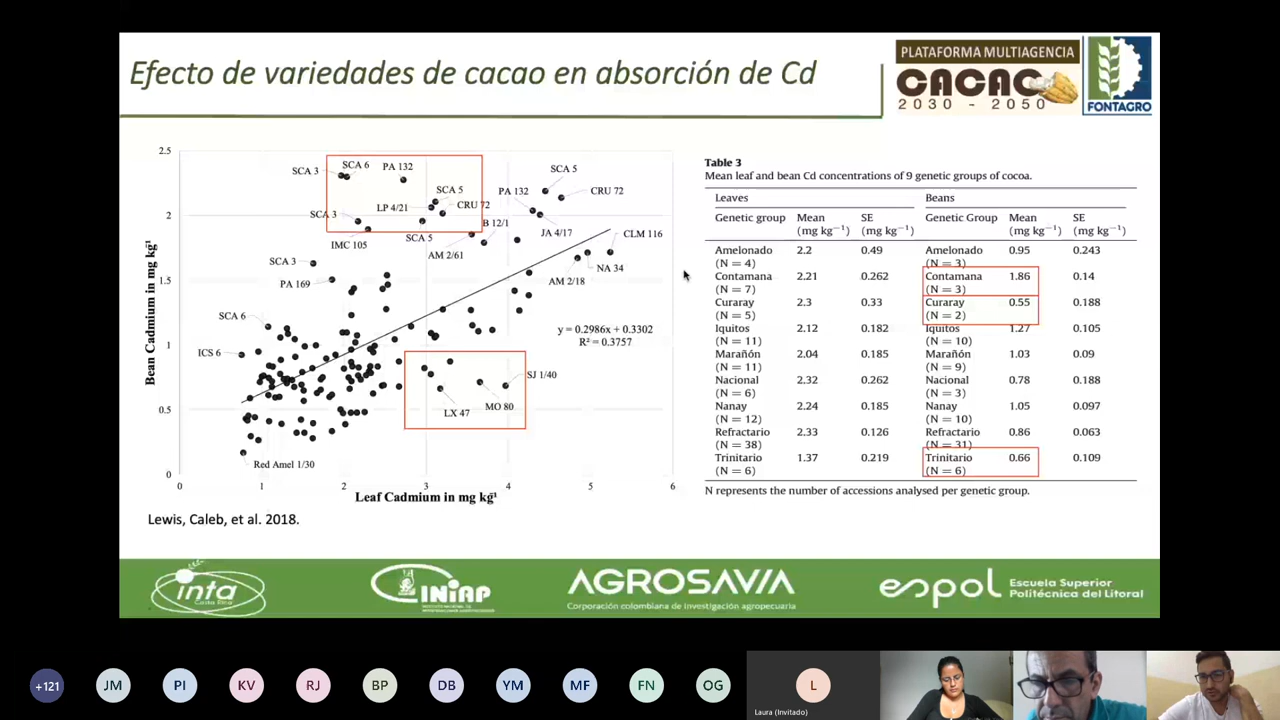 Efecto de variedades de cacao en absorción de Cd
PLATAFORMA MULTIAGENCIA
CACAO
2030 - 2050
FONTAGRO
2.5
2
1.5
1
0.5
0
0
1
2
3
4
5
6
Bean Cadmium in mg kg¯¹
Leaf Cadmium in mg kg¯¹
SCA 3
SCA 6
PA 132
SCA 5
LP 4/21
CRU 72
SCA 3
IMC 105
SCA 5
B 12/1
AM 2/61
SCA 5
PA 132
CRU 72
JA 4/17
CLM 116
NA 34
AM 2/18
SCA 3
PA 169
SCA 6
ICS 6
y = 0.2986x + 0.3302
R² = 0.3757
SJ 1/40
MO 80
LX 47
Red Amel 1/30
Lewis, Caleb, et al. 2018.
Table 3
Mean leaf and bean Cd concentrations of 9 genetic groups of cocoa.
Leaves Beans
Genetic group Mean (mg kg⁻¹) SE (mg kg⁻¹) Genetic Group Mean (mg kg⁻¹) SE (mg kg⁻¹)
Amelonado (N = 4) 2.2 0.49 Amelonado (N = 3) 0.95 0.243
Contamana (N = 7) 2.21 0.262 Contamana (N = 3) 1.86 0.14
Curaray (N = 5) 2.3 0.33 Curaray (N = 2) 0.55 0.188
Iquitos (N = 11) 2.12 0.182 Iquitos (N = 10) 1.27 0.105
Marañón (N = 11) 2.04 0.185 Marañón (N = 9) 1.03 0.09
Nacional (N = 6) 2.32 0.262 Nacional (N = 3) 0.78 0.188
Nanay (N = 12) 2.24 0.185 Nanay (N = 10) 1.05 0.097
Refractario (N = 38) 2.33 0.126 Refractario (N = 31) 0.86 0.063
Trinitario (N = 6) 1.37 0.219 Trinitario (N = 6) 0.66 0.109
N represents the number of accessions analysed per genetic group.
inta
Costa Rica
INIAP
AGROSAVIA
Corporación colombiana de investigación agropecuaria
espol
Escuela Superior
Politécnica del Litoral
+121 JM PI KV RJ BP DB YM MF FN OG L
Laura (Invitado)